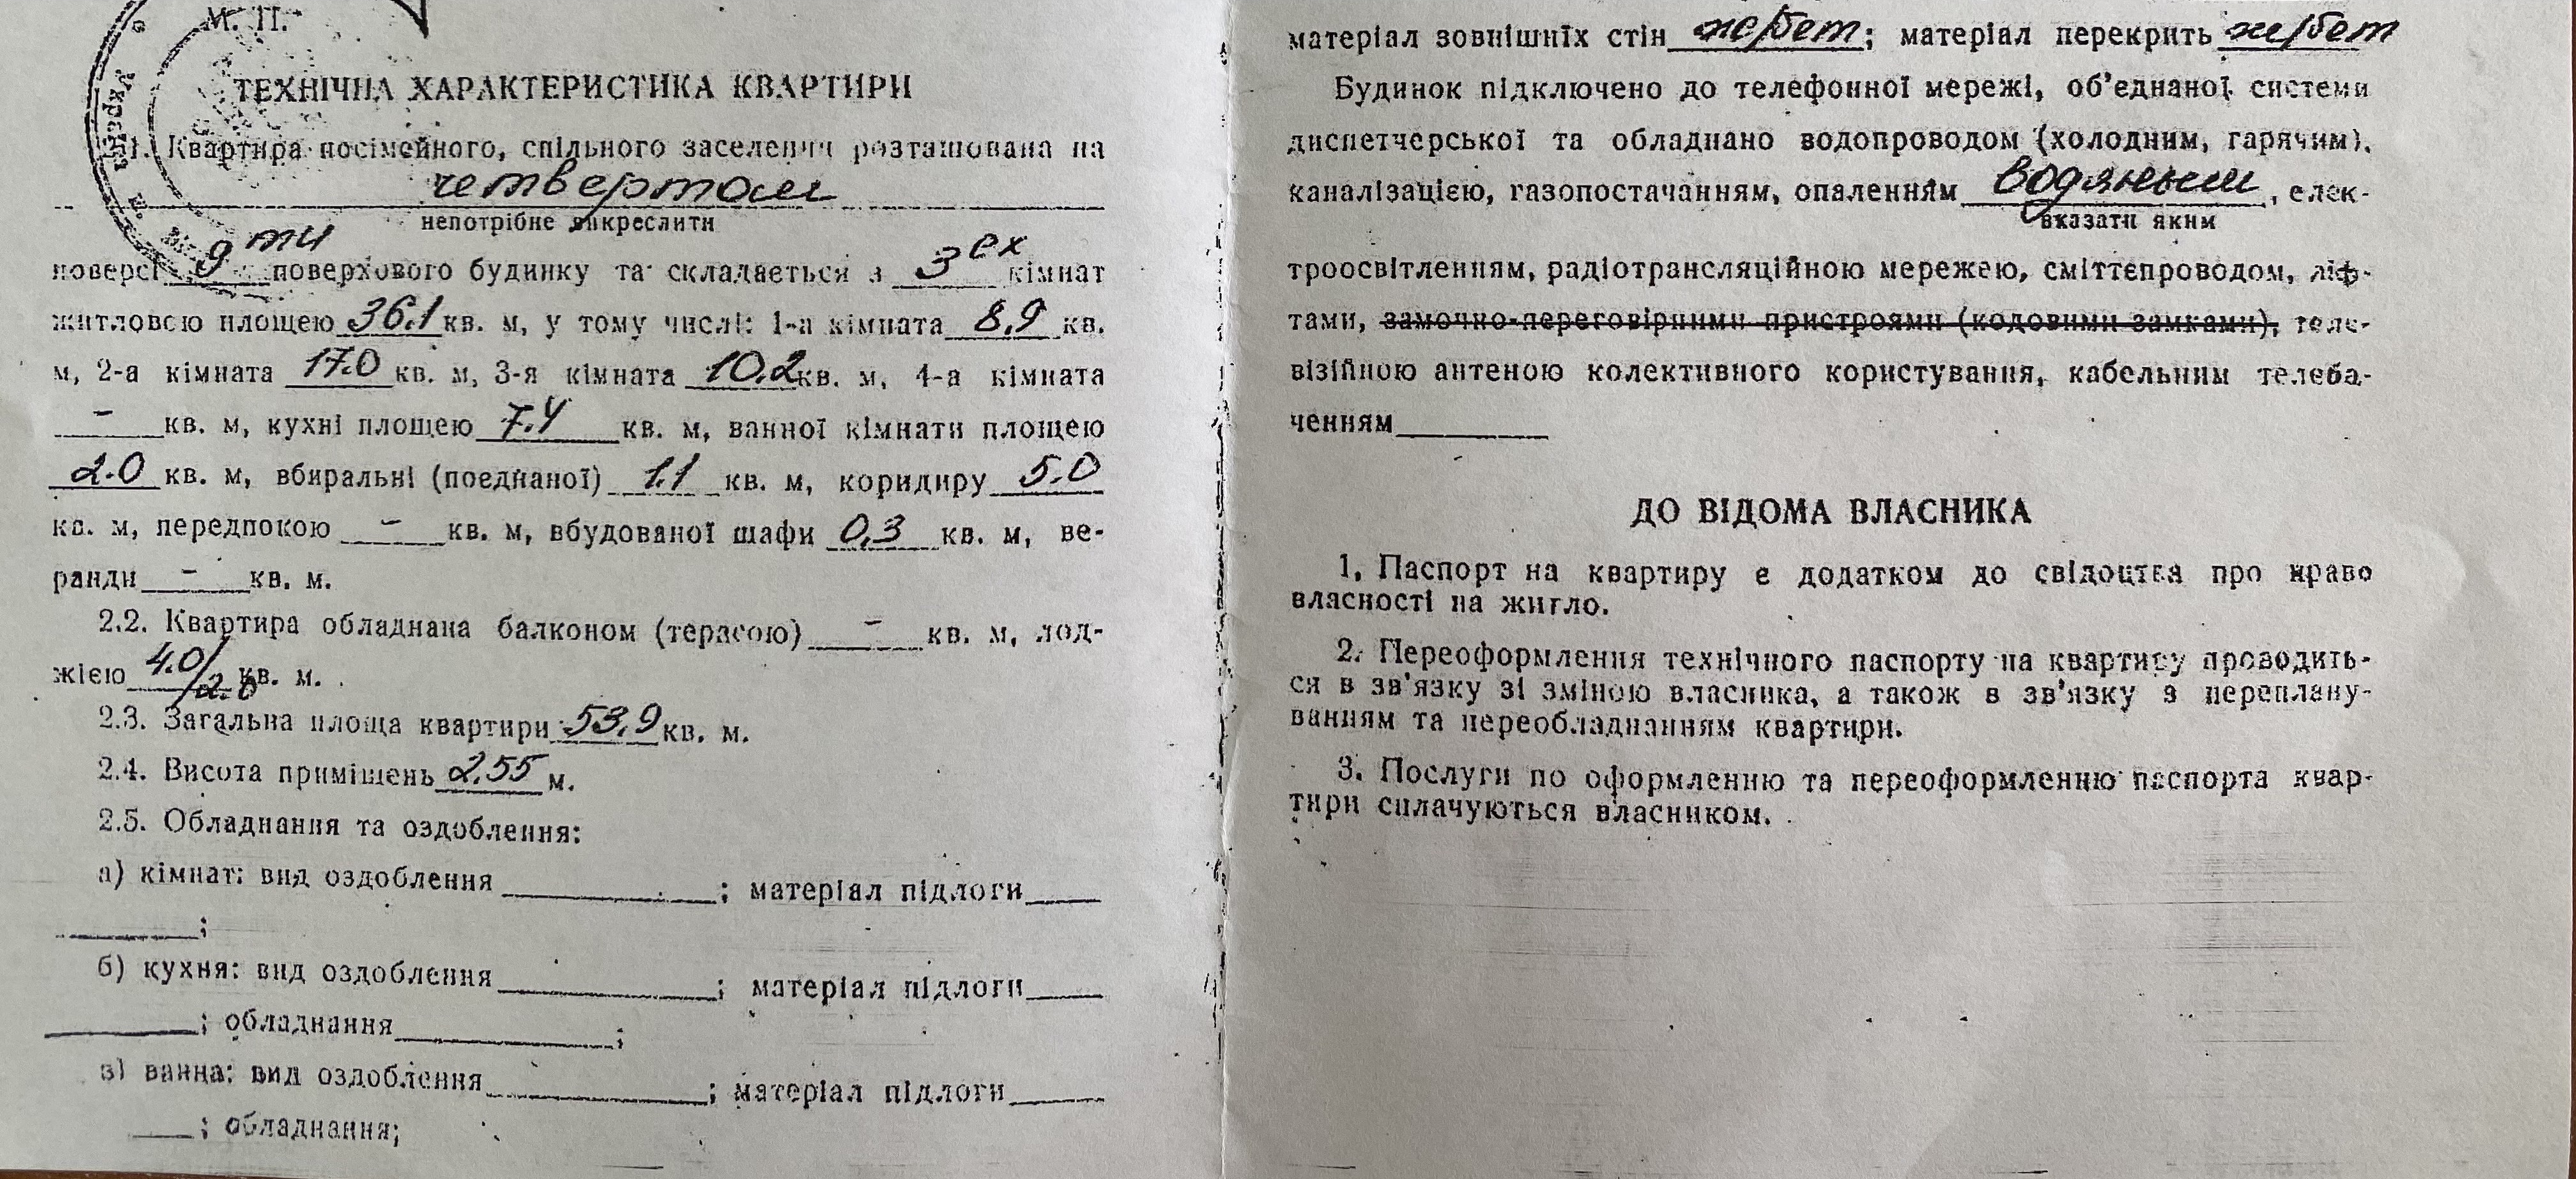 М. П.
ТЕХНІЧНА ХАРАКТЕРИСТИКА КВАРТИРИ
1. Квартира посімейного, спільного заселення розташована на
четвертом
непотрібне викреслити
поверсі 9ти поверхового будинку та складається з 3ех кімнат
житловою площею 36.1 кв. м, у тому числі: 1-а кімната 8,9 кв.
м, 2-а кімната 17.0 кв. м, 3-я кімната 10.2 кв. м, 4-а кімната
– кв. м, кухні площею 7.4 кв. м, ванної кімнати площею
2.0 кв. м, вбиральні (поєднаної) 1.1 кв. м, коридиру 5.0
кв. м, передпокою – кв. м, вбудованої шафи 0,3 кв. м, ве-
ранди – кв. м.
2.2. Квартира обладнана балконом (терасою) – кв. м, лод-
жією 4.0/2.0 кв. м.
2.3. Загальна площа квартири 53,9 кв. м.
2.4. Висота приміщень 2.55 м.
2.5. Обладнання та оздоблення:
а) кімнат: вид оздоблення ; матеріал підлоги
;
б) кухня: вид оздоблення ; матеріал підлоги
; обладнання ;
в) ванна: вид оздоблення ; матеріал підлоги
; обладнання;
матеріал зовнішніх стін ж/бет; матеріал перекрить ж/бет
Будинок підключено до телефонної мережі, об'єднаної системи
диспетчерської та обладнано водопроводом (холодним, гарячим),
каналізацією, газопостачанням, опаленням водяным, елек-
вказати яким
троосвітленням, радіотрансляційною мережею, сміттєпроводом, ліф-
тами, замочно-переговірними пристроями (кодовими замками), теле-
візійною антеною колективного користування, кабельним телеба-
ченням
ДО ВІДОМА ВЛАСНИКА
1. Паспорт на квартиру є додатком до свідоцтва про право
власності на житло.
2. Переоформлення технічного паспорту на квартиру проводить-
ся в зв'язку зі зміною власника, а також в зв'язку з переплану-
ванням та переобладнанням квартири.
3. Послуги по оформленню та переоформленню паспорта квар-
тири сплачуються власником.